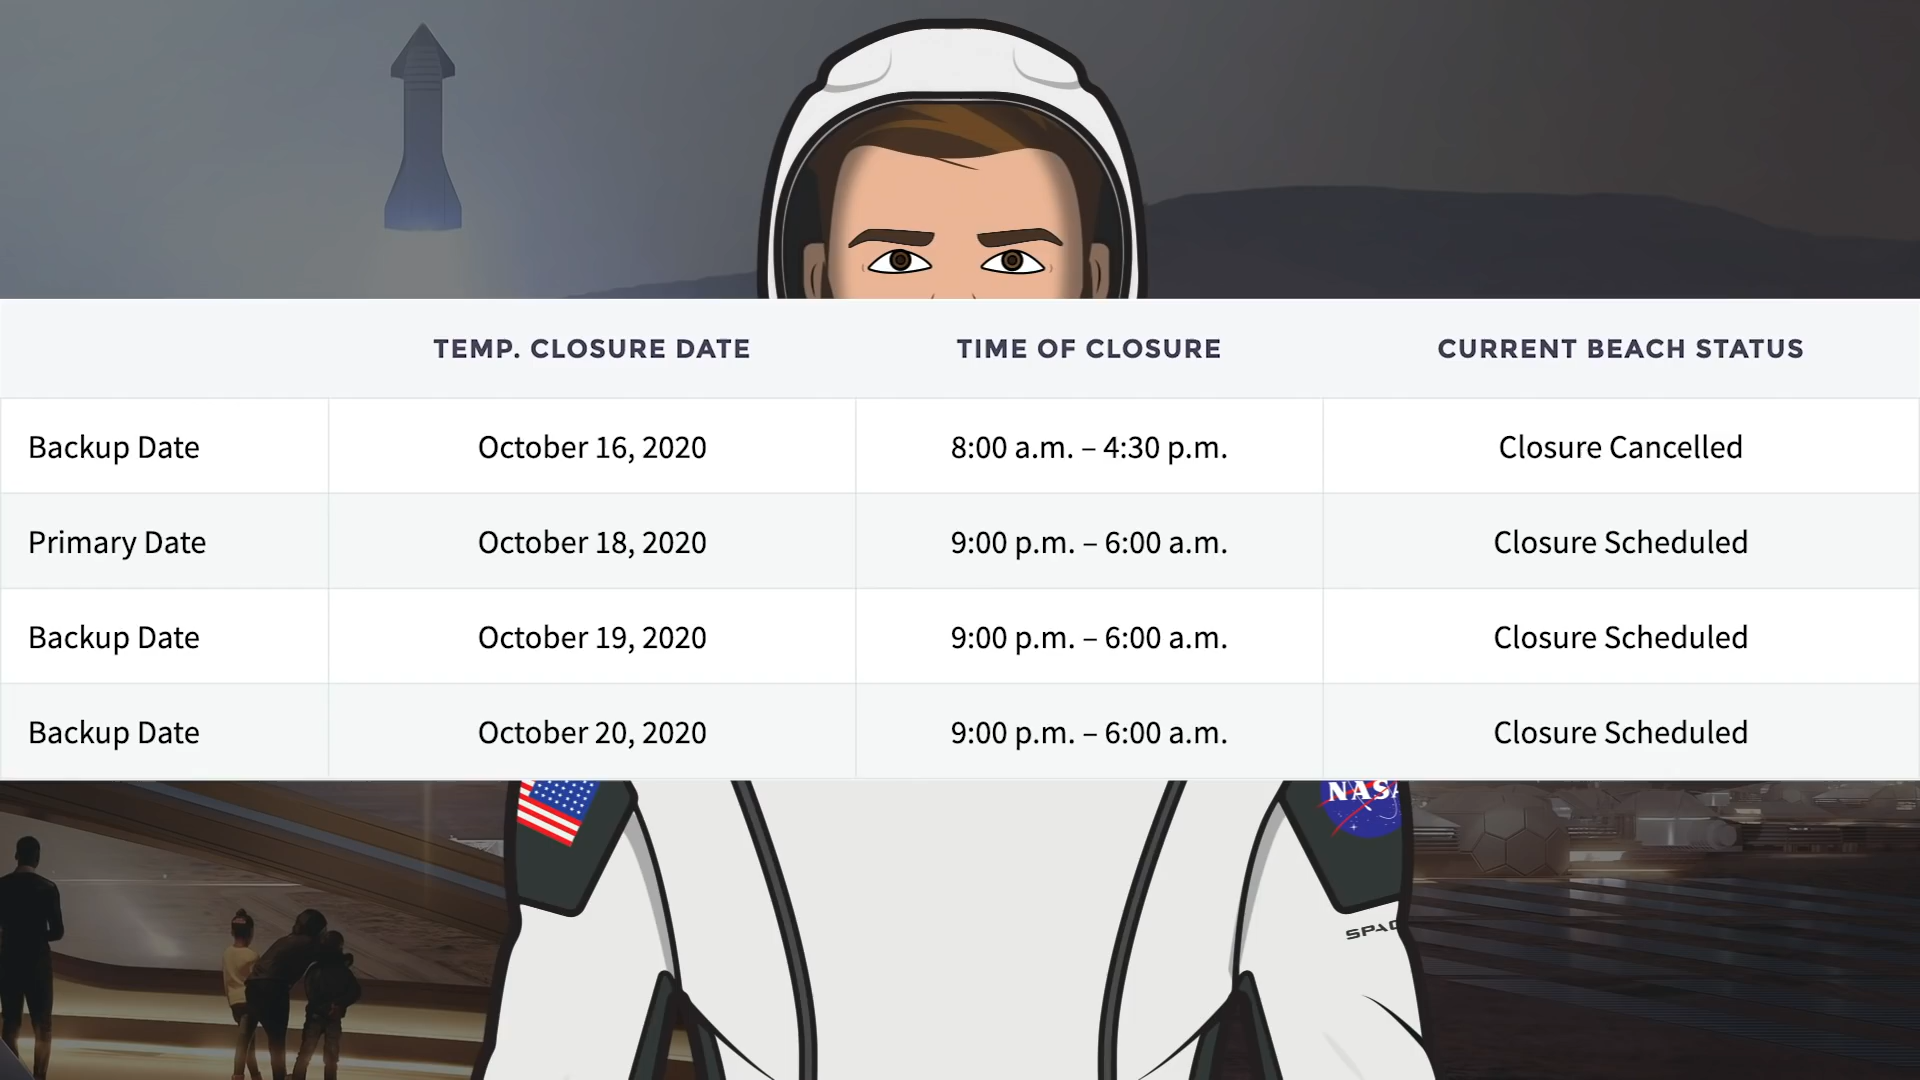 TEMP. CLOSURE DATE TIME OF CLOSURE CURRENT BEACH STATUS
Backup Date October 16, 2020 8:00 a.m. – 4:30 p.m. Closure Cancelled
Primary Date October 18, 2020 9:00 p.m. – 6:00 a.m. Closure Scheduled
Backup Date October 19, 2020 9:00 p.m. – 6:00 a.m. Closure Scheduled
Backup Date October 20, 2020 9:00 p.m. – 6:00 a.m. Closure Scheduled
NASA
SPAC